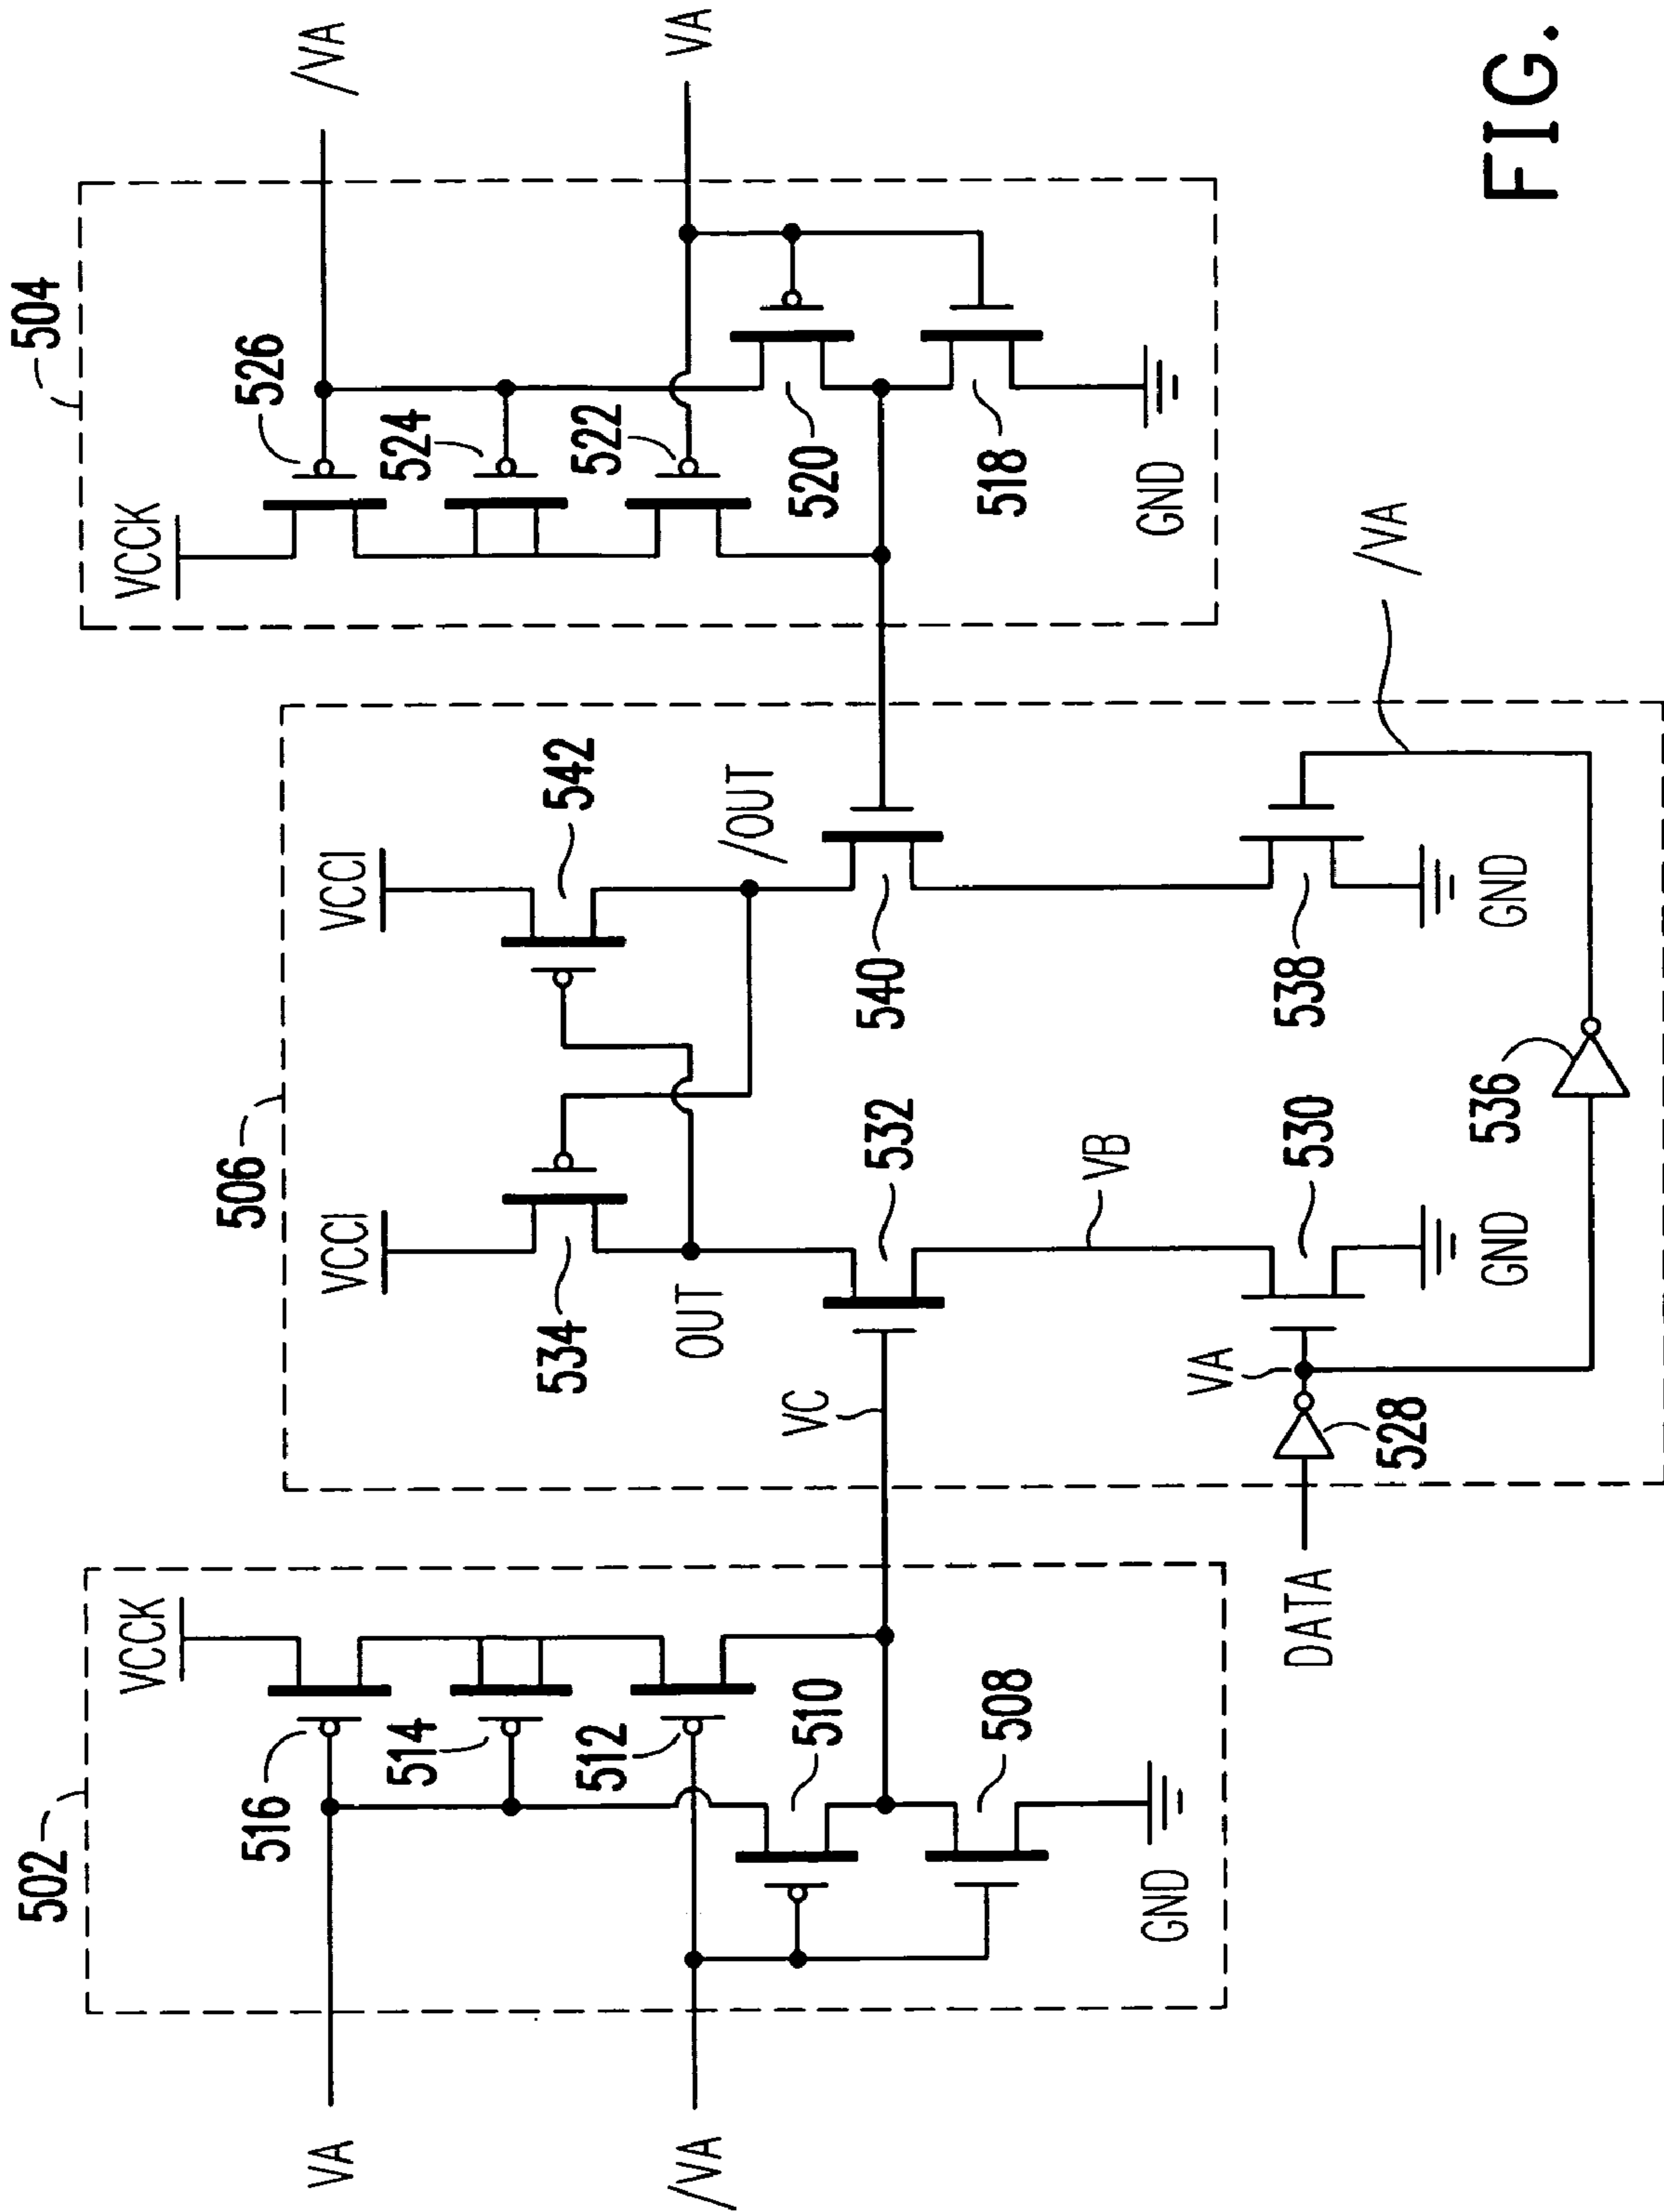 502
VCCK
516
514
512
510
508
GND
VA
/VA
506
VCCI
VCCI
534
542
OUT
/OUT
VC
532
540
VB
VA
530
538
GND
GND
528
536
DATA
/VA
504
VCCK
526
524
522
520
518
GND
/VA
VA
FIG.